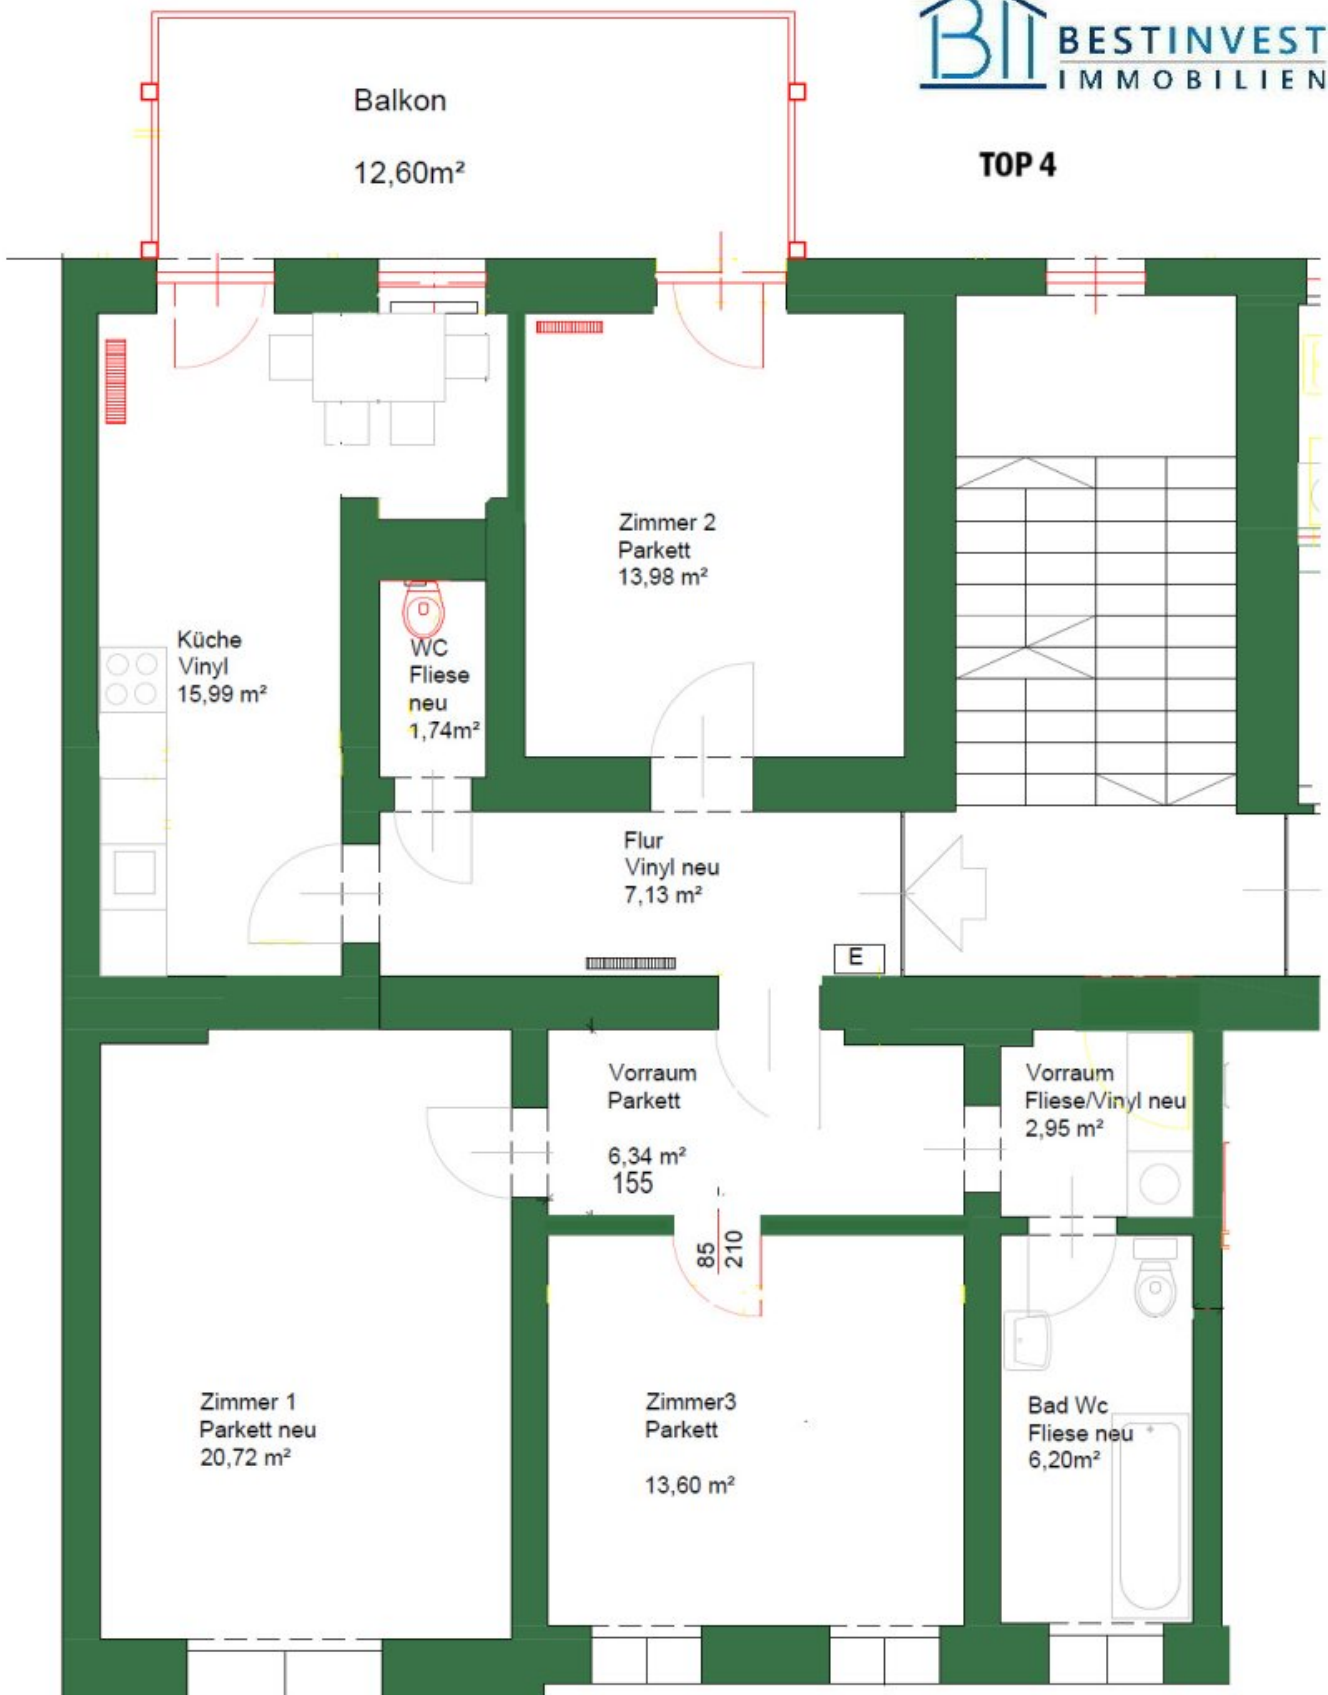 BESTINVEST
IMMOBILIEN
TOP 4
Balkon
12,60m²
Zimmer 2
Parkett
13,98 m²
Küche
Vinyl
15,99 m²
WC
Fliese
neu
1,74m²
Flur
Vinyl neu
7,13 m²
E
Vorraum
Parkett
6,34 m²
155
Vorraum
Fliese/Vinyl neu
2,95 m²
85
210
Zimmer 1
Parkett neu
20,72 m²
Zimmer3
Parkett
13,60 m²
Bad Wc
Fliese neu
6,20m²